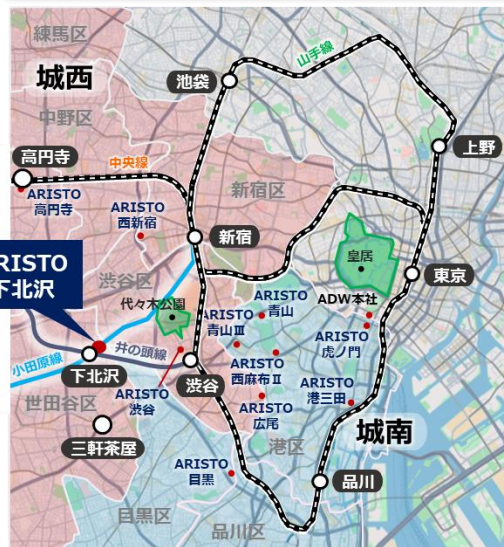 練馬区
城西
池袋
山手線
中野区
上野
高円寺
中央線
新宿区
ARISTO
高円寺
ARISTO
西新宿
新宿
皇居
東京
RISTO
下北沢
渋谷区
代々木公園
ARISTO
青山
ADW本社
ARISTO
青山Ⅲ
ARISTO
虎ノ門
井の頭線
小田原線
下北沢
渋谷
西麻布Ⅱ
ARISTO
渋谷
ARISTO
広尾
ARISTO
港三田
世田谷区
三軒茶屋
港区
城南
ARISTO
目黒
品川
目黒区
品川区